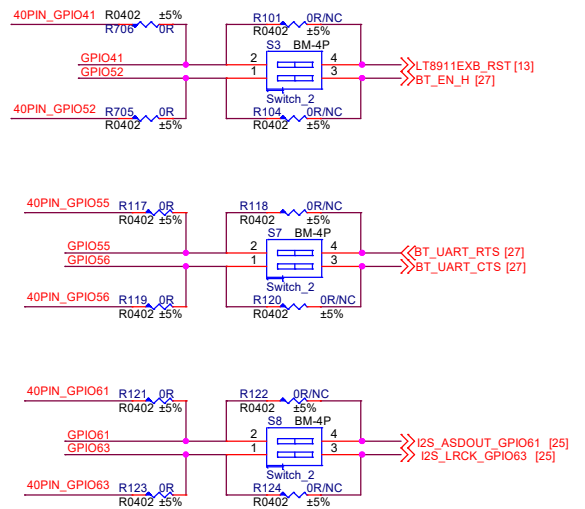 40PIN_GPIO41 R0402 ±5% R101 0R/NC
R706 0R R0402 ±5%
S3 BM-4P
GPIO41 2 4 LT8911EXB_RST [13]
GPIO52 1 3 BT_EN_H [27]
Switch_2
40PIN_GPIO52 R705 0R R104 0R/NC
R0402 ±5% R0402 ±5%
40PIN_GPIO55 R117 0R R118 0R/NC
R0402 ±5% R0402 ±5%
S7 BM-4P
GPIO55 2 4 BT_UART_RTS [27]
GPIO56 1 3 BT_UART_CTS [27]
Switch_2
40PIN_GPIO56 R119 0R R120 0R/NC
R0402 ±5% R0402 ±5%
40PIN_GPIO61 R121 0R R122 0R/NC
R0402 ±5% R0402 ±5%
S8 BM-4P
GPIO61 2 4 I2S_ASDOUT_GPIO61 [25]
GPIO63 1 3 I2S_LRCK_GPIO63 [25]
Switch_2
40PIN_GPIO63 R123 0R R124 0R/NC
R0402 ±5% R0402 ±5%